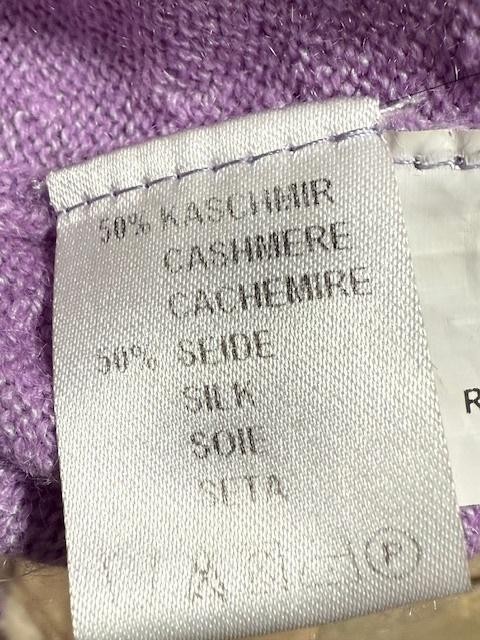 50% KASCHMIR
CASHMERE
CACHEMIRE
50% SEIDE
SILK
SOIE
SETA
P
R